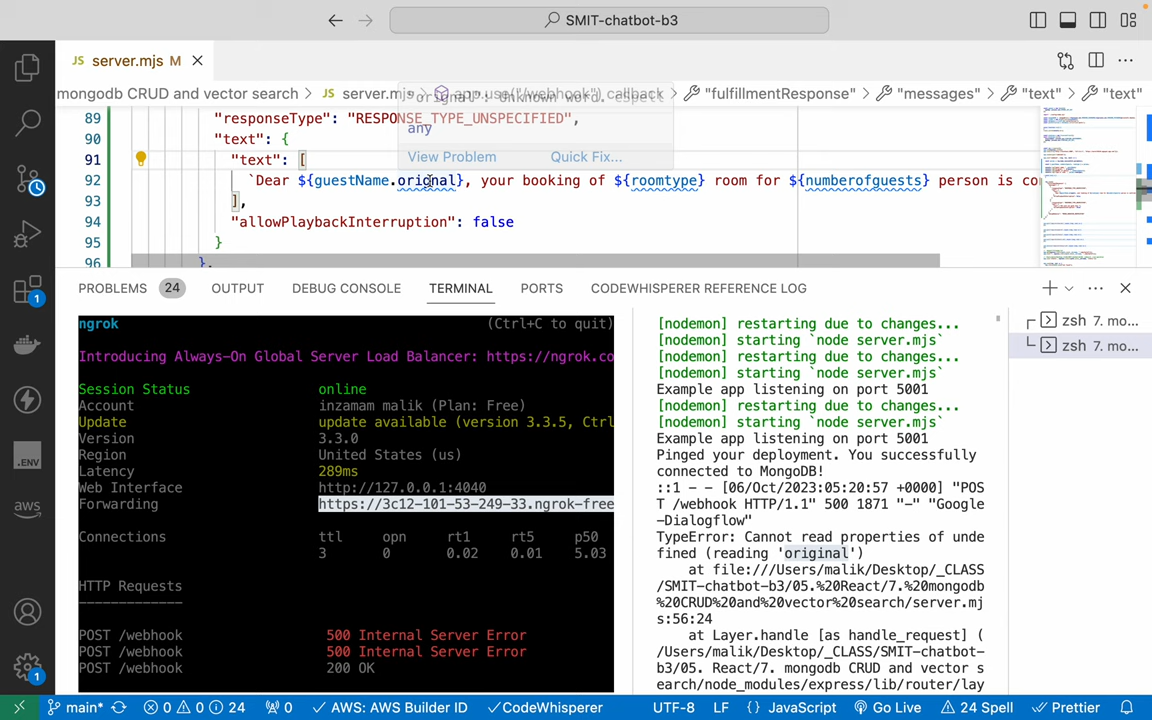 SMIT-chatbot-b3
JS server.mjs M
mongodb CRUD and vector search > JS server.mjs > app.use("/webhook") callback > "fulfillmentResponse" > "messages" > "text" > "text"
"orignal": Unknown word. cSpell
any
View Problem Quick Fix...
89 "responseType": "RESPONSE_TYPE_UNSPECIFIED",
90 "text": {
91 "text": [
92 `Dear ${guestName.orignal}, your booking of ${roomtype} room for ${numberofguests} person is co
93 ],
94 "allowPlaybackInterruption": false
95 }
96 },
PROBLEMS 24 OUTPUT DEBUG CONSOLE TERMINAL PORTS CODEWHISPERER REFERENCE LOG
ngrok (Ctrl+C to quit)
Introducing Always-On Global Server Load Balancer: https://ngrok.co
Session Status online
Account inzamam malik (Plan: Free)
Update update available (version 3.3.5, Ctrl
Version 3.3.0
Region United States (us)
Latency 289ms
Web Interface http://127.0.0.1:4040
Forwarding https://3c12-101-53-249-33.ngrok-free
Connections ttl opn rt1 rt5 p50
3 0 0.02 0.01 5.03
HTTP Requests
-------------
POST /webhook 500 Internal Server Error
POST /webhook 500 Internal Server Error
POST /webhook 200 OK
[nodemon] restarting due to changes...
[nodemon] starting `node server.mjs`
[nodemon] restarting due to changes...
[nodemon] starting `node server.mjs`
Example app listening on port 5001
[nodemon] restarting due to changes...
[nodemon] starting `node server.mjs`
Example app listening on port 5001
Pinged your deployment. You successfully
connected to MongoDB!
::1 - - [06/Oct/2023:05:20:57 +0000] "POS
T /webhook HTTP/1.1" 500 1871 "-" "Google
-Dialogflow"
TypeError: Cannot read properties of unde
fined (reading 'original')
at file:///Users/malik/Desktop/_CLASS
/SMIT-chatbot-b3/05.%20React/7.%20mongodb
%20CRUD%20and%20vector%20search/server.mj
s:56:24
at Layer.handle [as handle_request] (
/Users/malik/Desktop/_CLASS/SMIT-chatbot-
b3/05. React/7. mongodb CRUD and vector s
earch/node_modules/express/lib/router/lay
zsh 7. mo...
zsh 7. mo...
1
.ENV
aws
1
main* 0 0 24 0 AWS: AWS Builder ID CodeWhisperer UTF-8 LF {} JavaScript Go Live 24 Spell Prettier